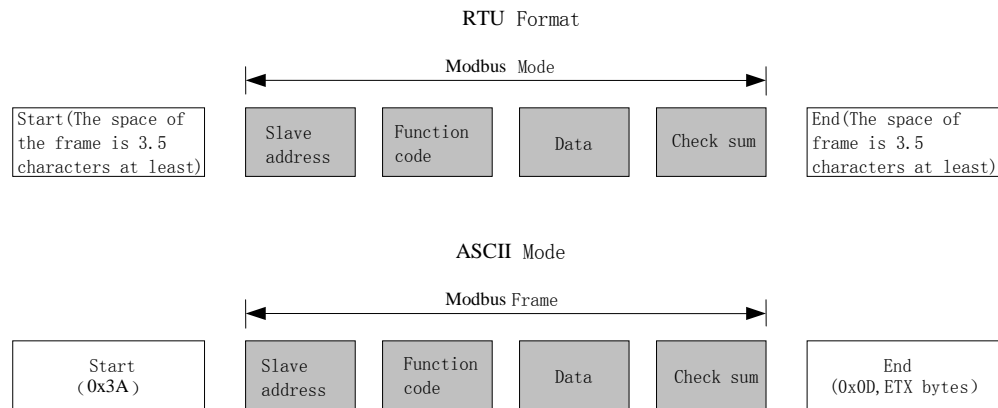 RTU Format
Modbus Mode
Start(The space of
the frame is 3.5
characters at least)
Slave
address
Function
code
Data
Check sum
End(The space of
frame is 3.5
characters at least)
ASCII Mode
Modbus Frame
Start
(0x3A)
Slave
address
Function
code
Data
Check sum
End
(0x0D,ETX bytes)